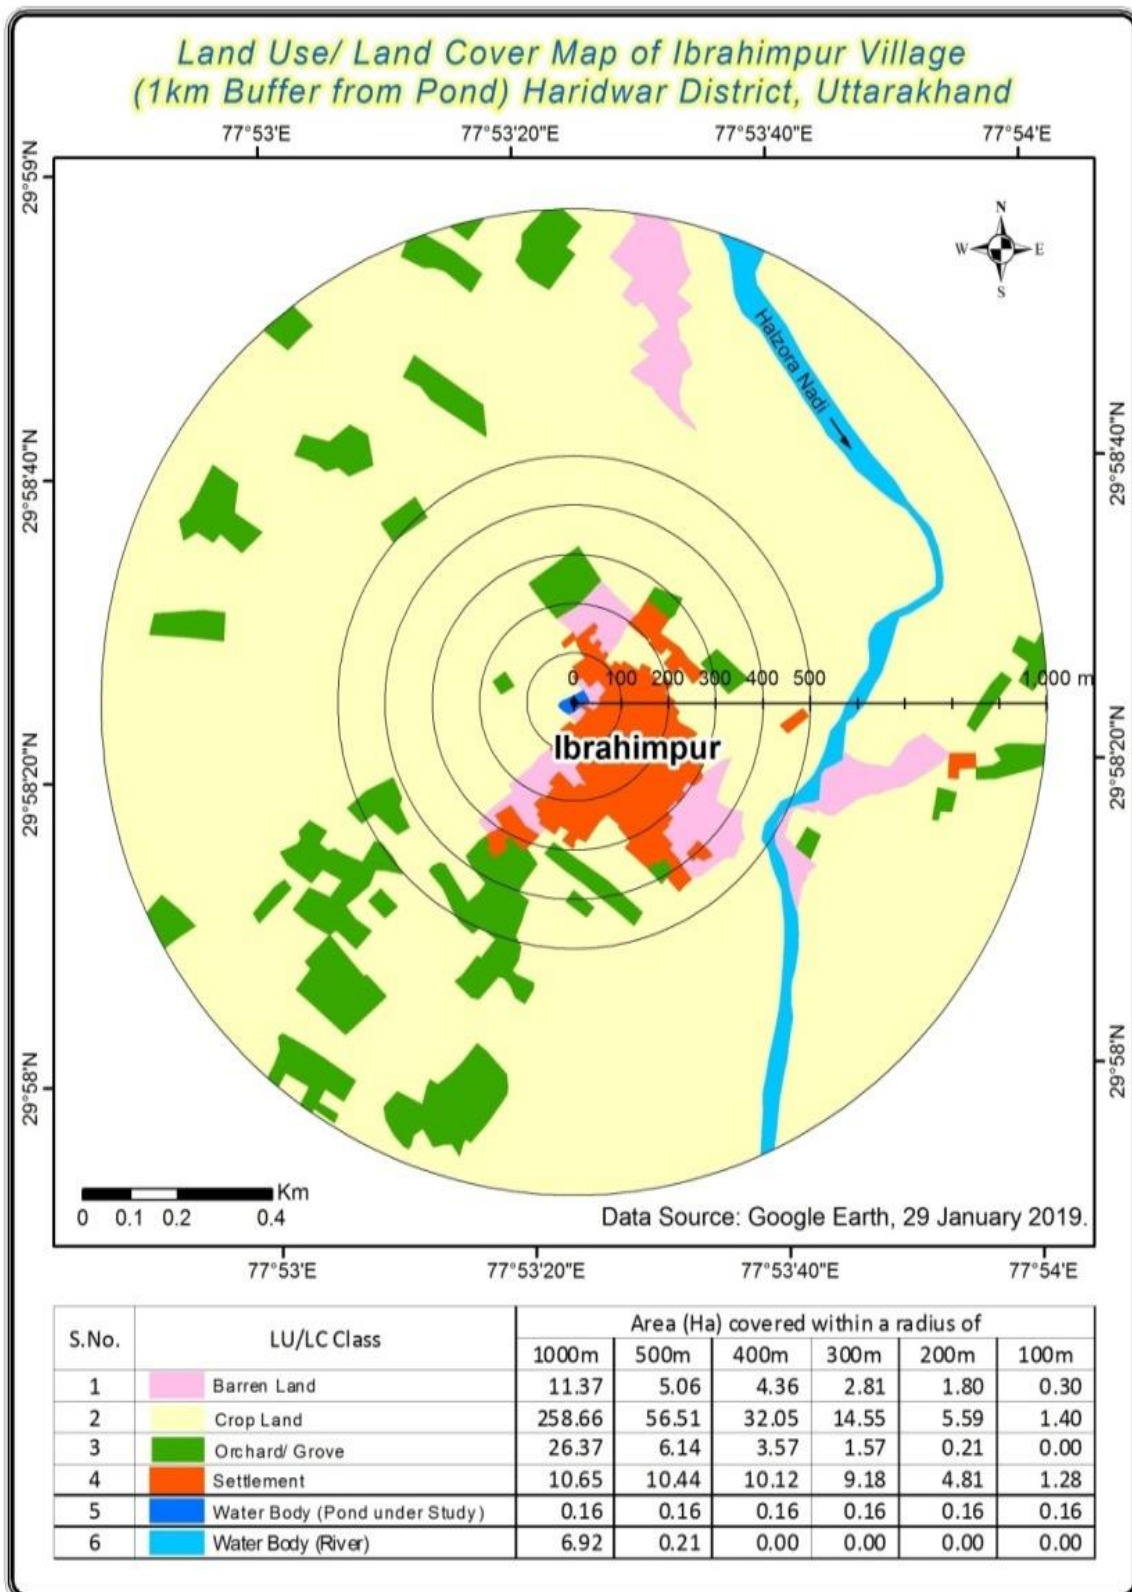 Land Use/ Land Cover Map of Ibrahimpur Village
(1km Buffer from Pond) Haridwar District, Uttarakhand
77°53'E 77°53'20"E 77°53'40"E 77°54'E
29°59'N
N
W E
S
Halzora Nadi
29°58'40"N
29°58'40"N
0 100 200 300 400 500 1,000 m
Ibrahimpur
29°58'20"N
29°58'20"N
29°58'N
29°58'N
Km
0 0.1 0.2 0.4
Data Source: Google Earth, 29 January 2019.
77°53'E 77°53'20"E 77°53'40"E 77°54'E
S.No. LU/LC Class Area (Ha) covered within a radius of
1000m 500m 400m 300m 200m 100m
1 Barren Land 11.37 5.06 4.36 2.81 1.80 0.30
2 Crop Land 258.66 56.51 32.05 14.55 5.59 1.40
3 Orchard/ Grove 26.37 6.14 3.57 1.57 0.21 0.00
4 Settlement 10.65 10.44 10.12 9.18 4.81 1.28
5 Water Body (Pond under Study) 0.16 0.16 0.16 0.16 0.16 0.16
6 Water Body (River) 6.92 0.21 0.00 0.00 0.00 0.00